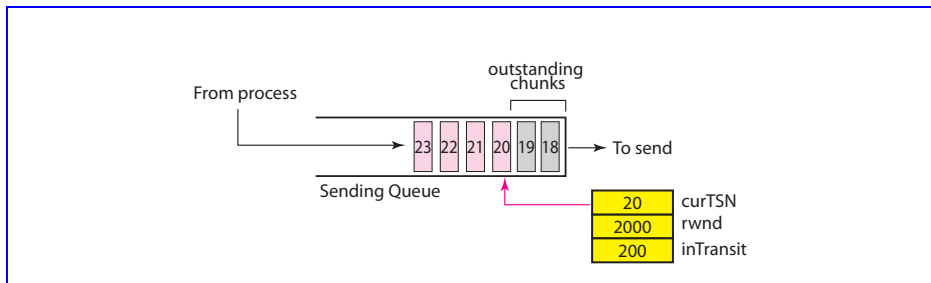 outstanding
chunks
From process
23 22 21 20 19 18
To send
Sending Queue
20 curTSN
2000 rwnd
200 inTransit